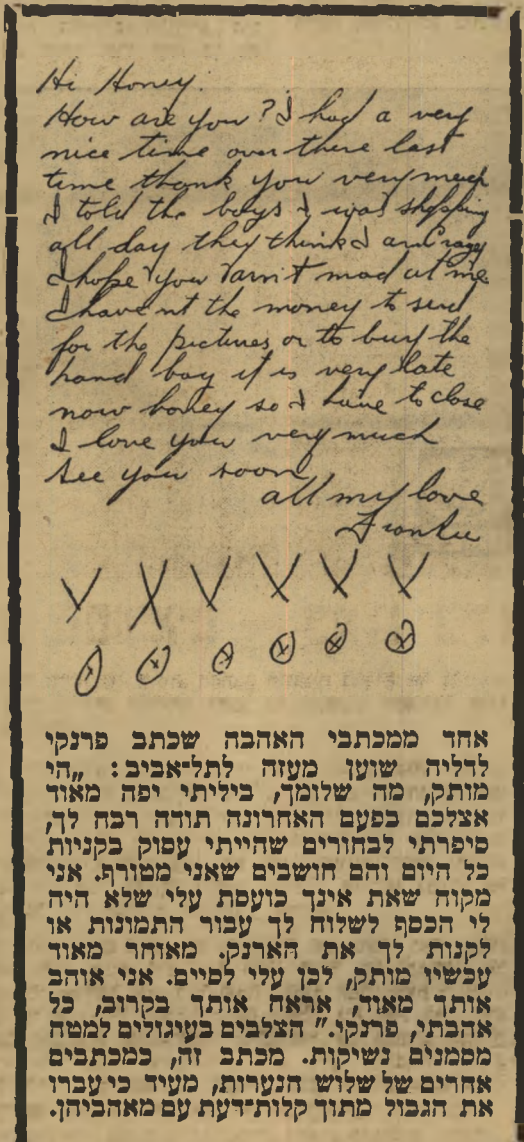 Hi Honey.
How are you? I had a very
nice time over there last
time thank you very much
I told the boys I was shopping
all day they think I am Crazy
I hope you arn't mad at me
I havent the money to send
for the pictures or to buy the
hand bag it is very late
now honey so I have to close
I love you very much
see you soon
all my love
Frankie
אחד ממכתבי האהבה שכתב פרנקי
לדליה שוען מעזה לתל־אביב: „הי
מותק, מה שלומך, ביליתי יפה מאוד
אצלכם בפעם האחרונה תודה רבה לך,
סיפרתי לבחורים שהייתי עסוק בקניות
כל היום והם חושבים שאני מטורף. אני
מקוה שאת אינך כועסת עלי שלא היה
לי הכסף לשלוח לך עבור התמונות או
לקנות לך את הארנק. מאוחר מאוד
עכשיו מותק, לכן עלי לסיים. אני אוהב
אותך מאוד, אראה אותך בקרוב, כל
אהבתי, פרנקי.” הצלבים בעיגולים למטה
מסמנים נשיקות. מכתב זה, כמכתבים
אחרים של שלוש הנערות, מעיד כי עברו
את הגבול מתוך קלות־דעת עם מאהביהן.